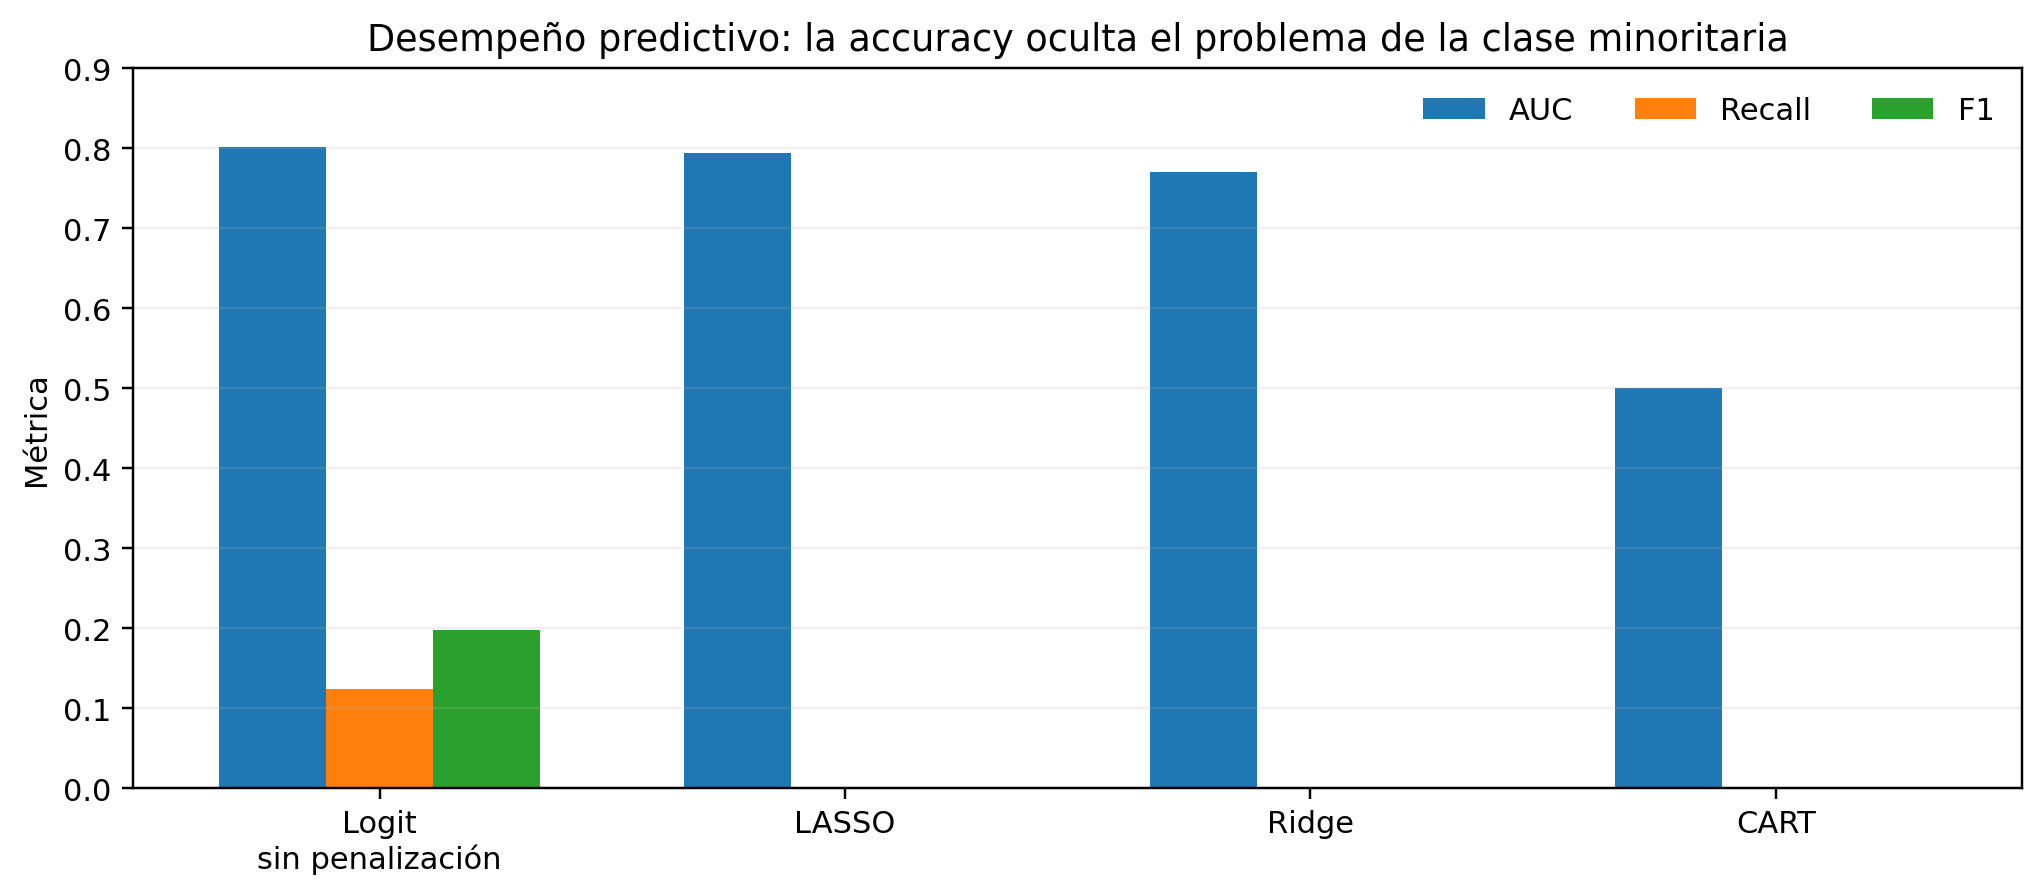 Desempeño predictivo: la accuracy oculta el problema de la clase minoritaria
AUC Recall F1
Métrica
0.9
0.8
0.7
0.6
0.5
0.4
0.3
0.2
0.1
0.0
Logit
sin penalización
LASSO
Ridge
CART